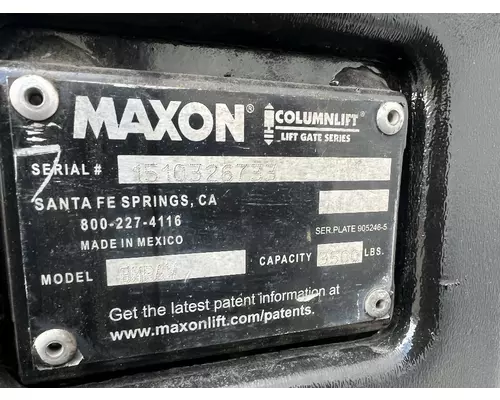 MAXON® COLUMNLIFT®
LIFT GATE SERIES
SERIAL #
SANTA FE SPRINGS, CA
800-227-4116
SER.PLATE 905246-5
MADE IN MEXICO
MODEL CAPACITY LBS.
Get the latest patent information at
www.maxonlift.com/patents.